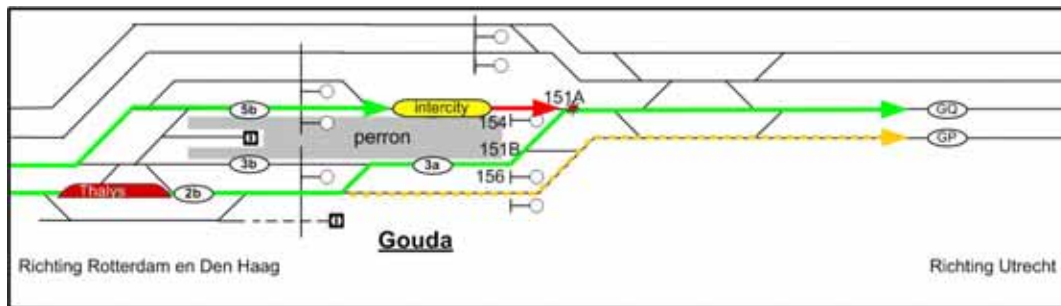 151A
5b
intercity
GQ
154
perron
GP
151B
3b
3a
156
Thalys
2b
Gouda
Richting Rotterdam en Den Haag
Richting Utrecht